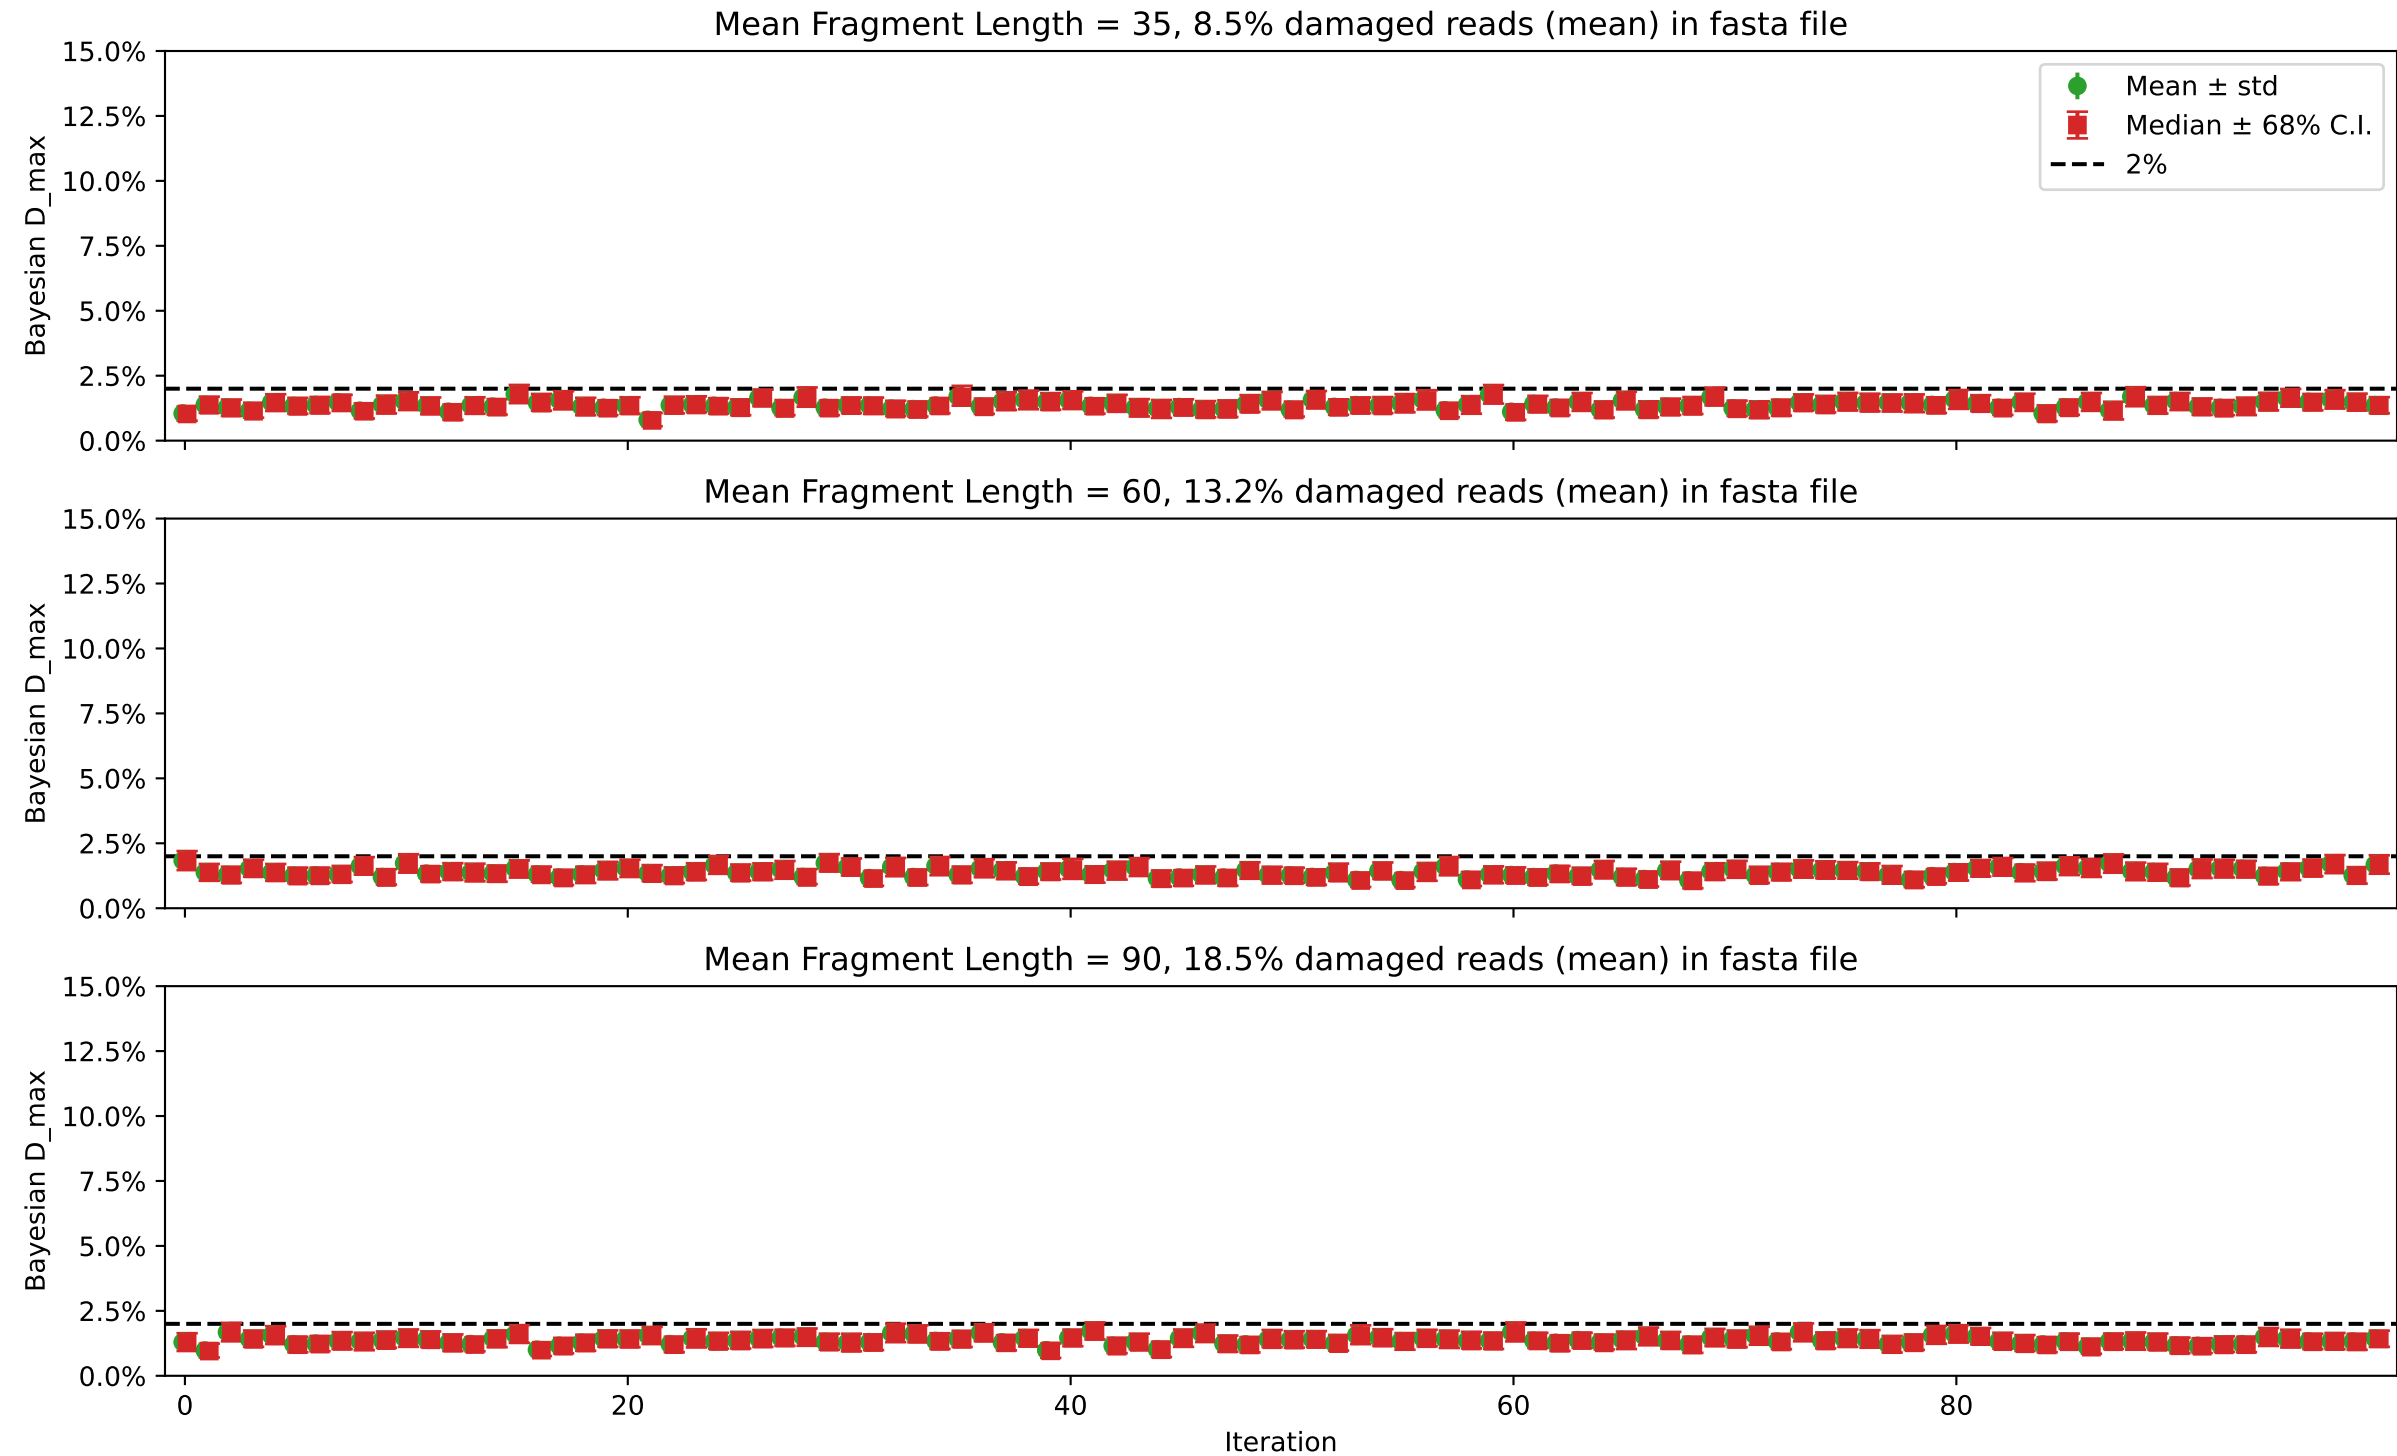 Mean Fragment Length = 35, 8.5% damaged reads (mean) in fasta file
15.0%
12.5%
10.0%
7.5%
5.0%
2.5%
0.0%
Bayesian D_max
Mean ± std
Median ± 68% C.I.
2%
Mean Fragment Length = 60, 13.2% damaged reads (mean) in fasta file
15.0%
12.5%
10.0%
7.5%
5.0%
2.5%
0.0%
Bayesian D_max
Mean Fragment Length = 90, 18.5% damaged reads (mean) in fasta file
15.0%
12.5%
10.0%
7.5%
5.0%
2.5%
0.0%
Bayesian D_max
0 20 40 60 80
Iteration